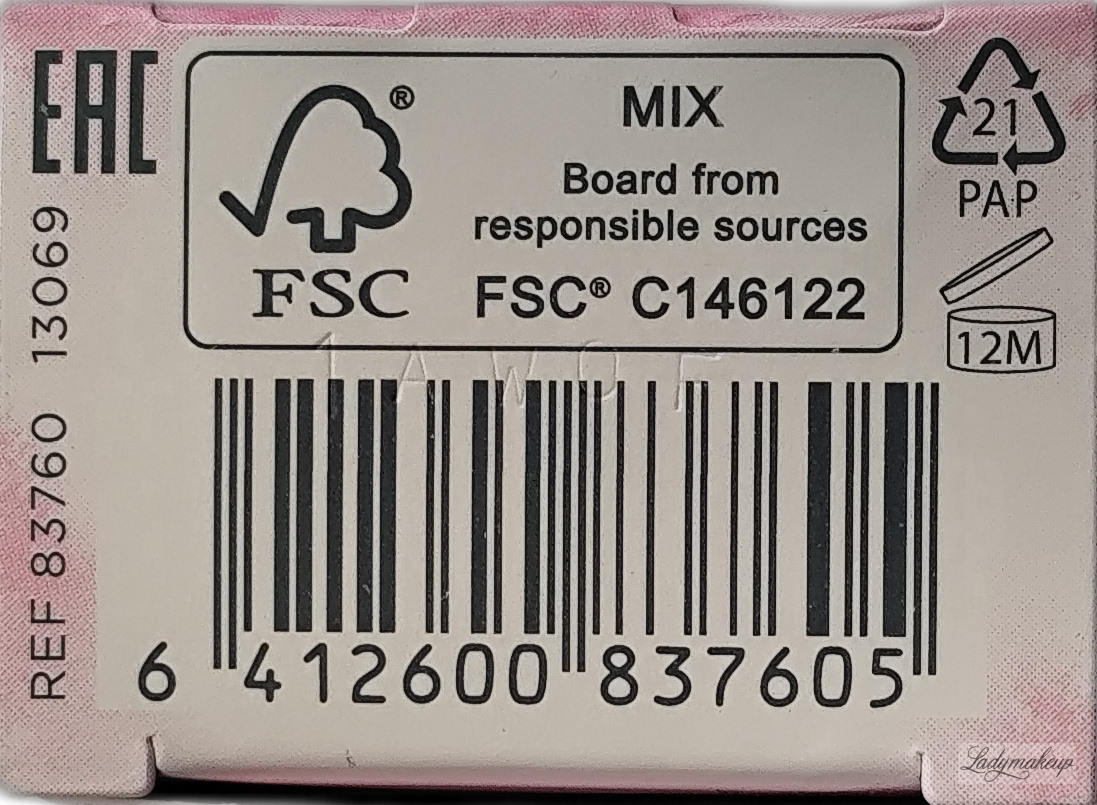 EAC
REF 83760 13069
®
FSC
MIX
Board from
responsible sources
FSC® C146122
21
PAP
12M
1AWOF
6 412600 837605
Ladymakeup